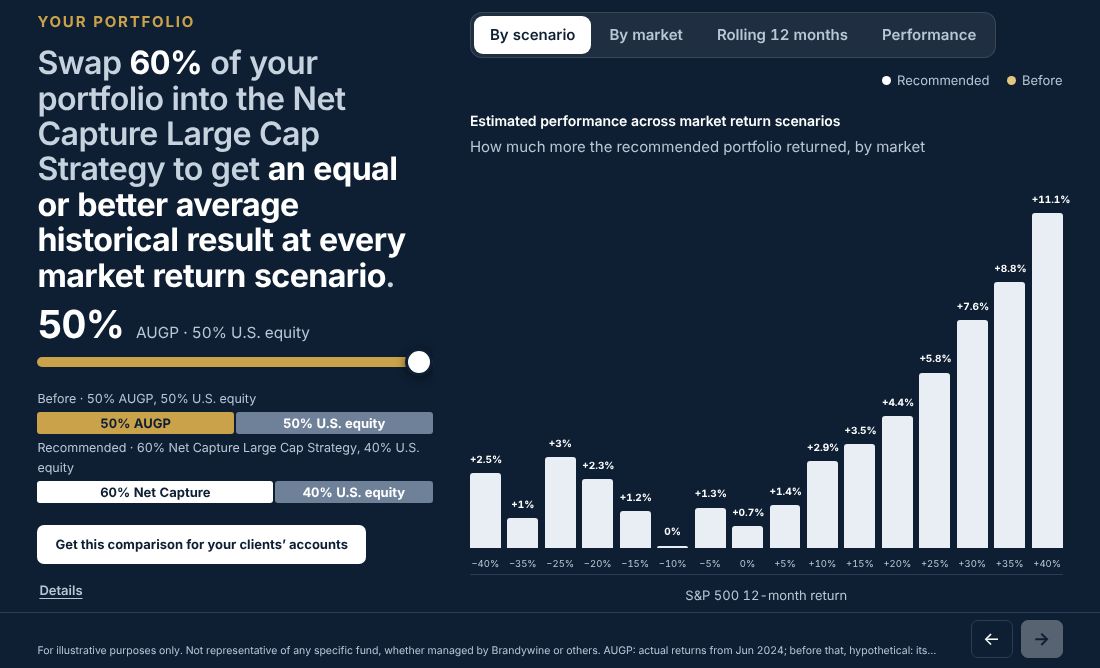 YOUR PORTFOLIO
Swap 60% of your
portfolio into the Net
Capture Large Cap
Strategy to get an equal
or better average
historical result at every
market return scenario.
50% AUGP · 50% U.S. equity
Before · 50% AUGP, 50% U.S. equity
50% AUGP 50% U.S. equity
Recommended · 60% Net Capture Large Cap Strategy, 40% U.S.
equity
60% Net Capture 40% U.S. equity
Get this comparison for your clients’ accounts
Details
By scenario By market Rolling 12 months Performance
Recommended Before
Estimated performance across market return scenarios
How much more the recommended portfolio returned, by market
+2.5% +1% +3% +2.3% +1.2% 0% +1.3% +0.7% +1.4% +2.9% +3.5% +4.4% +5.8% +7.6% +8.8% +11.1%
−40% −35% −25% −20% −15% −10% −5% 0% +5% +10% +15% +20% +25% +30% +35% +40%
S&P 500 12-month return
For illustrative purposes only. Not representative of any specific fund, whether managed by Brandywine or others. AUGP: actual returns from Jun 2024; before that, hypothetical: its…